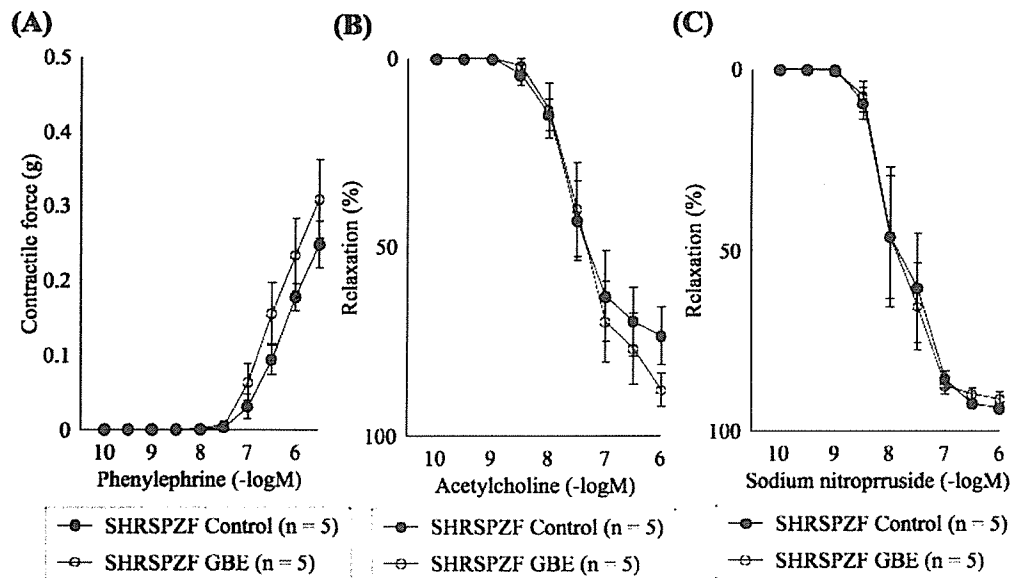 (A)
0.5
0.4
0.3
0.2
0.1
0
Contractile force (g)
10 9 8 7 6
Phenylephrine (-logM)
SHRSPZF Control (n = 5)
SHRSPZF GBE (n = 5)
(B)
0
50
100
Relaxation (%)
10 9 8 7 6
Acetylcholine (-logM)
SHRSPZF Control (n = 5)
SHRSPZF GBE (n = 5)
(C)
0
50
100
Relaxation (%)
10 9 8 7 6
Sodium nitroprruside (-logM)
SHRSPZF Control (n = 5)
SHRSPZF GBE (n = 5)